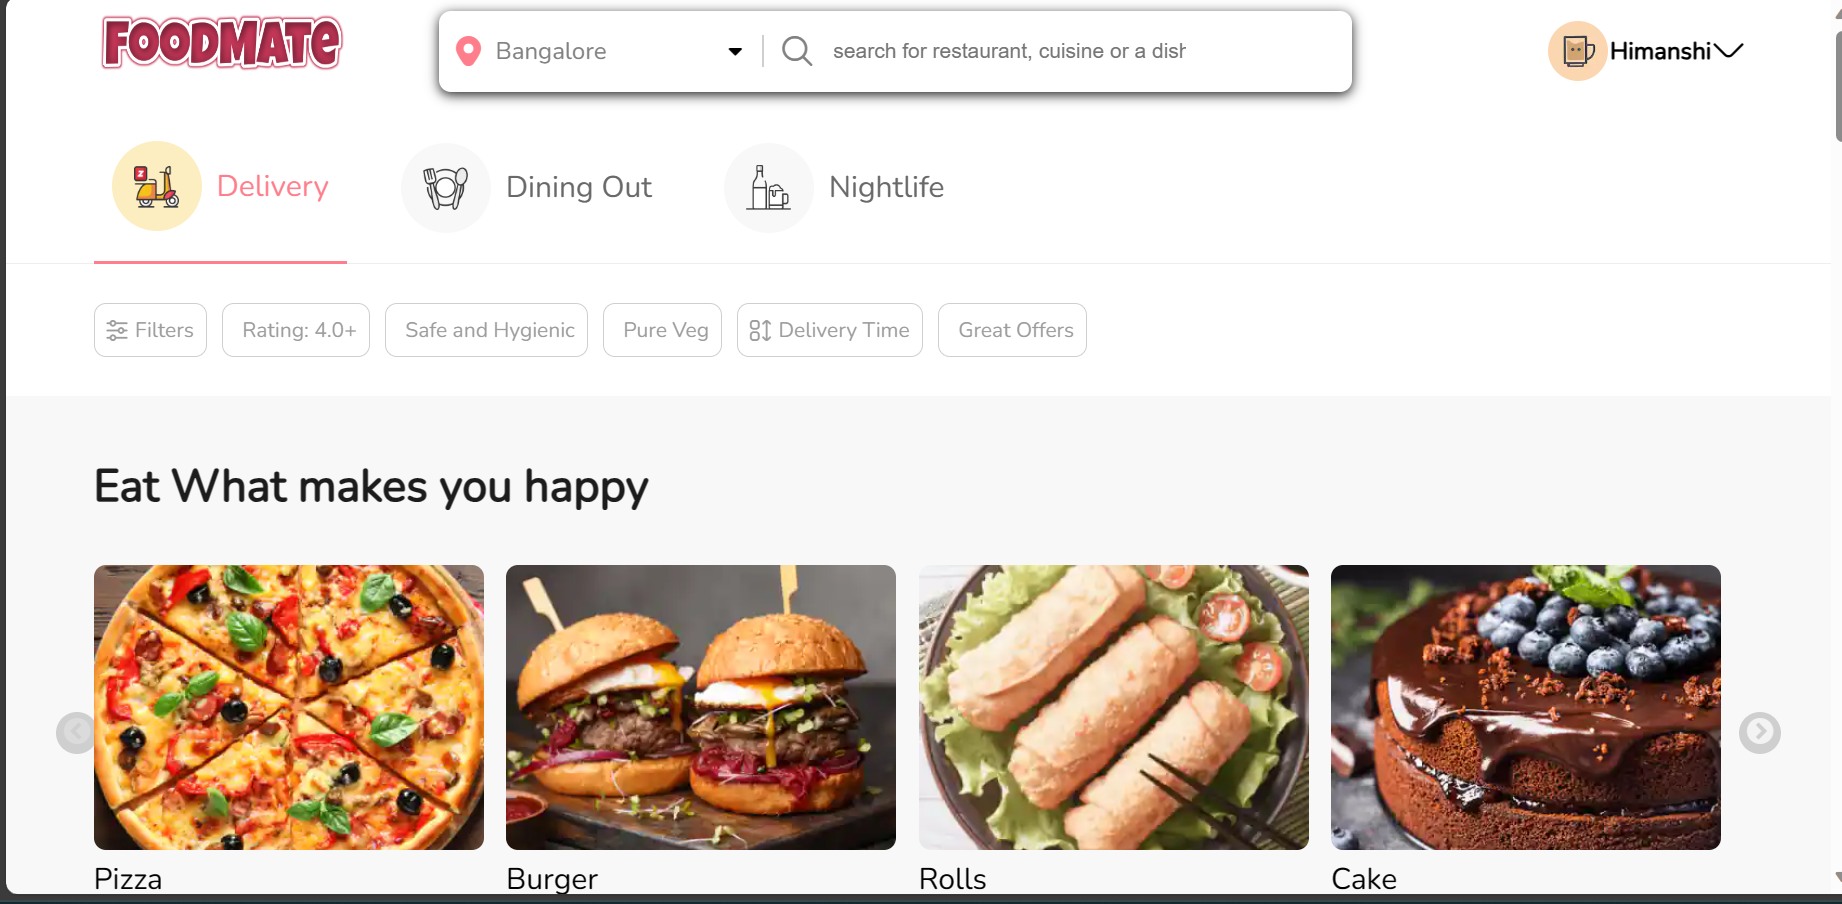 FOODMATE
Bangalore
search for restaurant, cuisine or a dish
Himanshi
Delivery
Dining Out
Nightlife
Filters
Rating: 4.0+
Safe and Hygienic
Pure Veg
Delivery Time
Great Offers
Eat What makes you happy
Pizza
Burger
Rolls
Cake